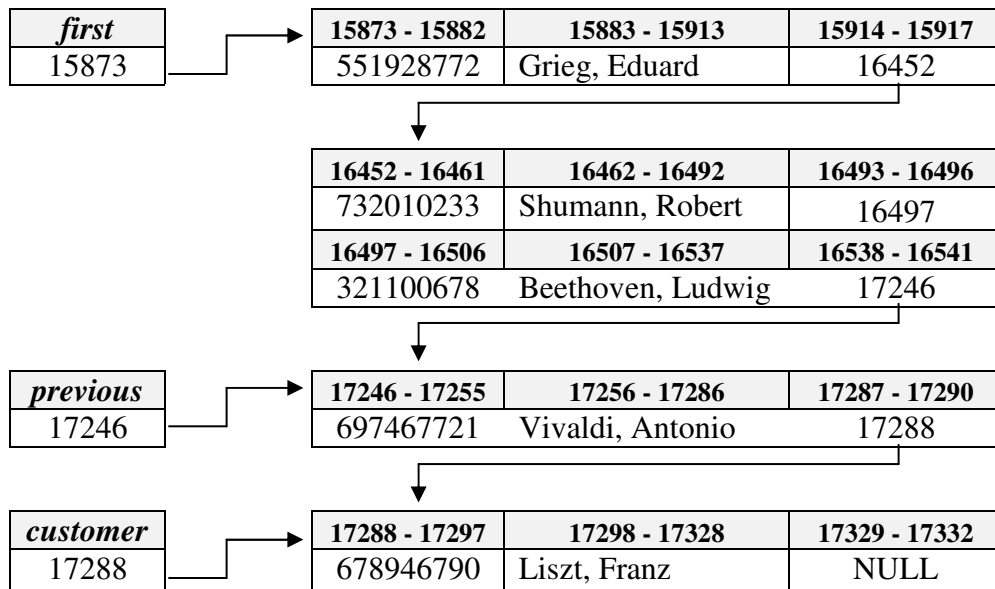 first 15873 - 15882 15883 - 15913 15914 - 15917
15873 551928772 Grieg, Eduard 16452
16452 - 16461 16462 - 16492 16493 - 16496
732010233 Shumann, Robert 16497
16497 - 16506 16507 - 16537 16538 - 16541
321100678 Beethoven, Ludwig 17246
previous 17246 - 17255 17256 - 17286 17287 - 17290
17246 697467721 Vivaldi, Antonio 17288
customer 17288 - 17297 17298 - 17328 17329 - 17332
17288 678946790 Liszt, Franz NULL